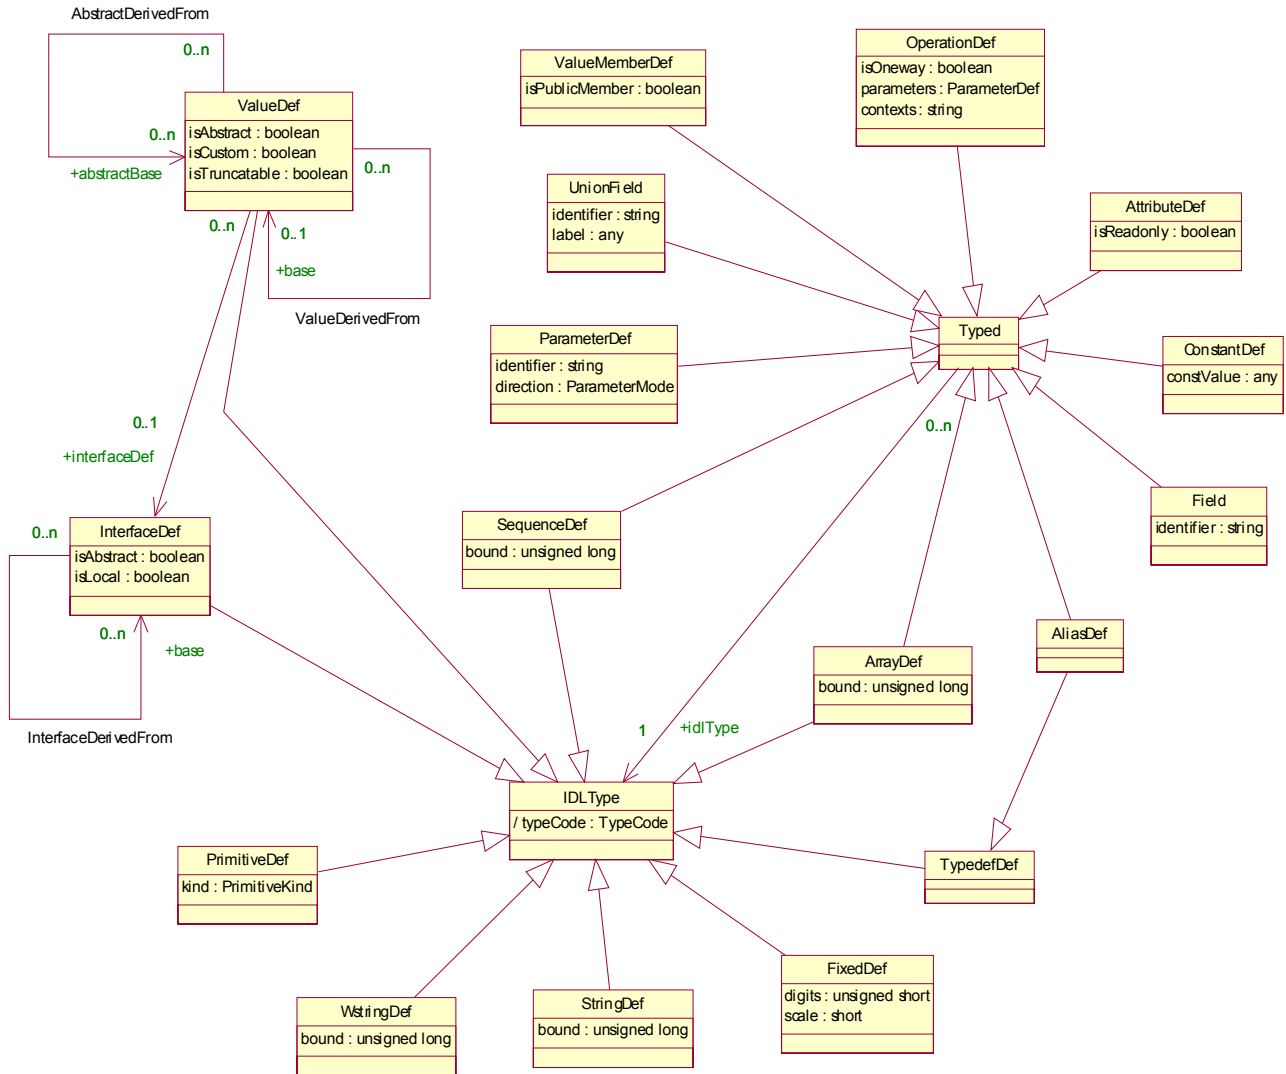 AbstractDerivedFrom
0..n
ValueDef
isAbstract : boolean
isCustom : boolean
isTruncatable : boolean
0..n
+abstractBase
0..n
0..n
0..1
+base
ValueDerivedFrom
0..1
+interfaceDef
InterfaceDef
isAbstract : boolean
isLocal : boolean
0..n
0..n
+base
InterfaceDerivedFrom
ValueMemberDef
isPublicMember : boolean
OperationDef
isOneway : boolean
parameters : ParameterDef
contexts : string
UnionField
identifier : string
label : any
AttributeDef
isReadonly : boolean
Typed
ParameterDef
identifier : string
direction : ParameterMode
ConstantDef
constValue : any
0..n
Field
identifier : string
SequenceDef
bound : unsigned long
AliasDef
ArrayDef
bound : unsigned long
1
+idlType
IDLType
/ typeCode : TypeCode
PrimitiveDef
kind : PrimitiveKind
TypedefDef
WstringDef
bound : unsigned long
StringDef
bound : unsigned long
FixedDef
digits : unsigned short
scale : short